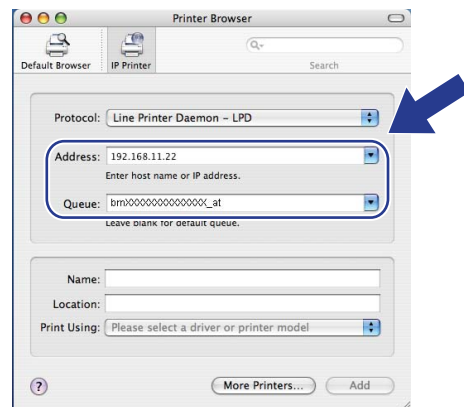 Printer Browser
Default Browser
IP Printer
Search
Protocol: Line Printer Daemon – LPD
Address: 192.168.11.22
Enter host name or IP address.
Queue: brnXXXXXXXXXXXXX_at
Leave blank for default queue.
Name:
Location:
Print Using: Please select a driver or printer model
?
More Printers...
Add